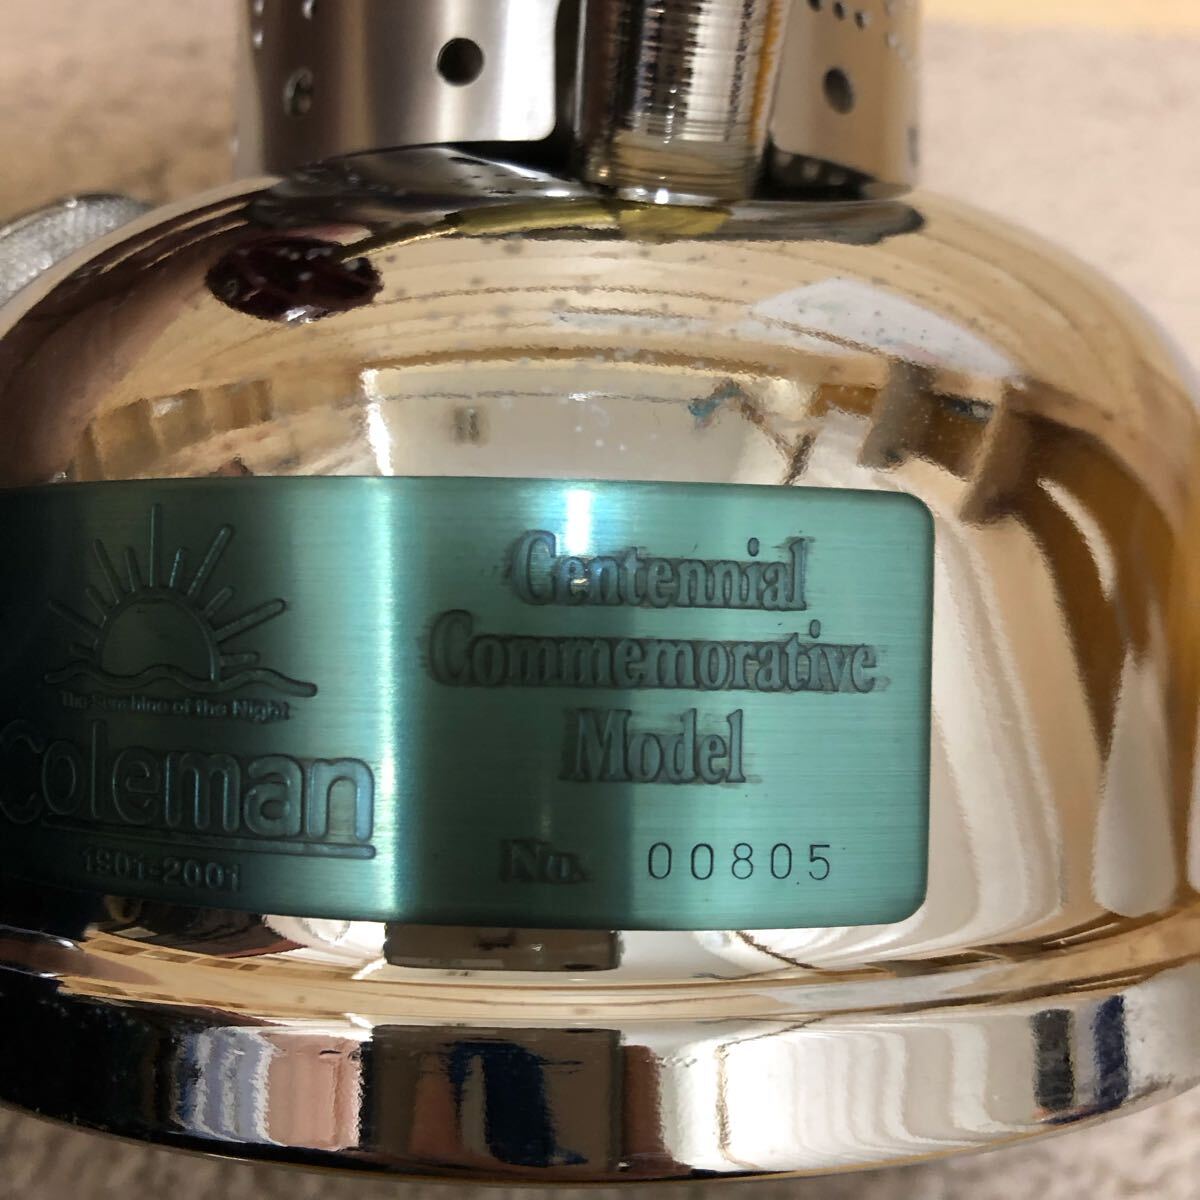 The Sunshine of the Night
Coleman
1901-2001
Centennial
Commemorative
Model
No. 00805